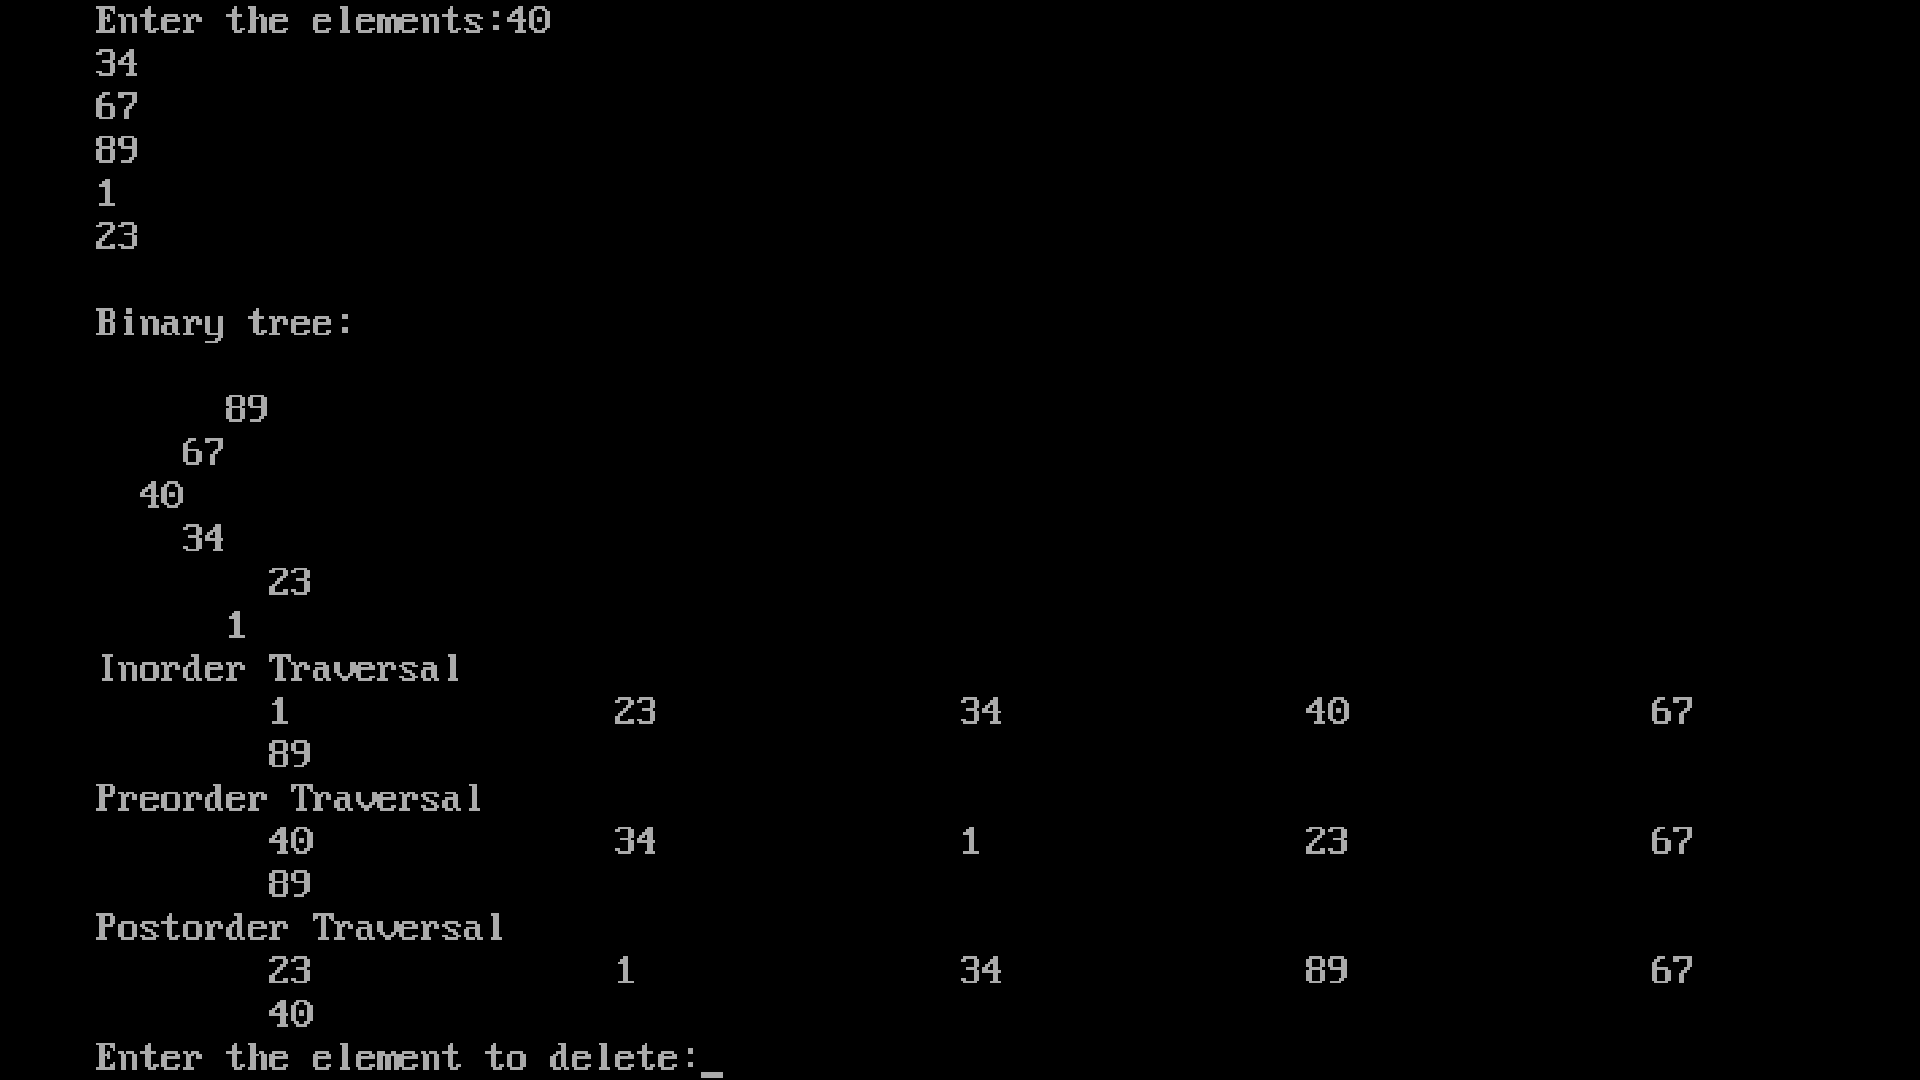 Enter the elements:40
34
67
89
1
23
Binary tree:
89
67
40
34
23
1
Inorder Traversal
1 23 34 40 67
89
Preorder Traversal
40 34 1 23 67
89
Postorder Traversal
23 1 34 89 67
40
Enter the element to delete:_